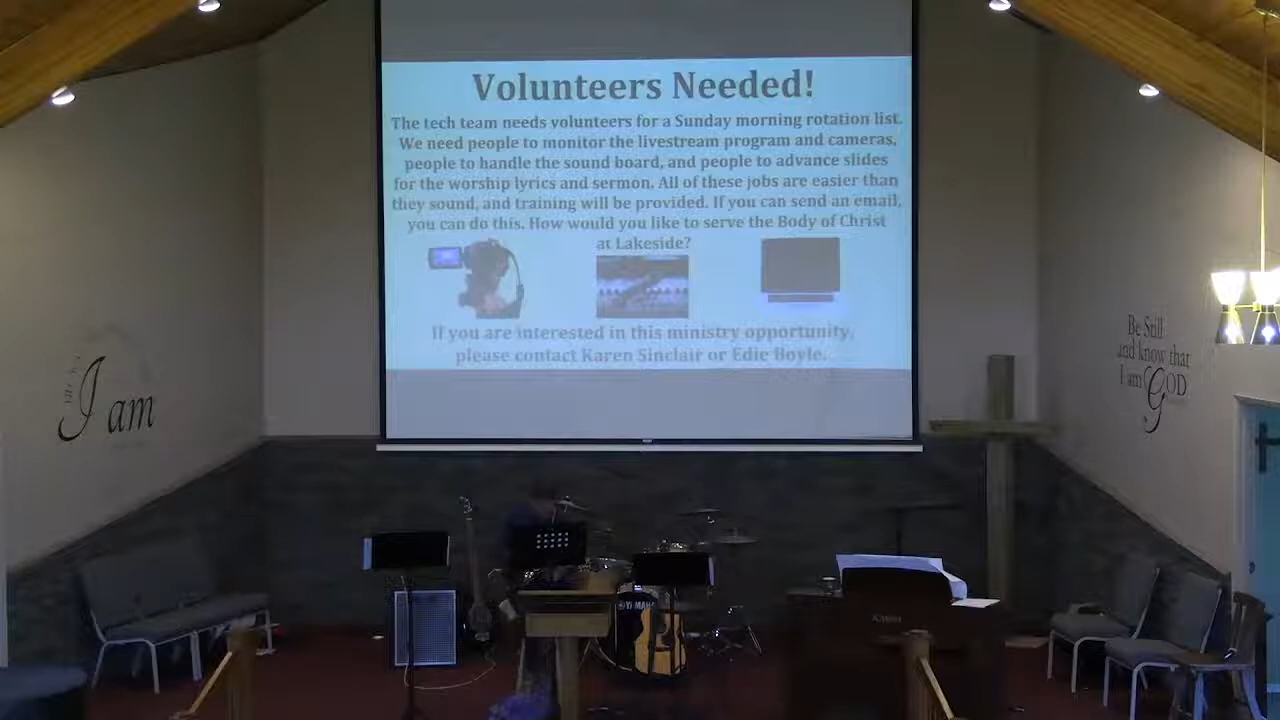 Volunteers Needed!
The tech team needs volunteers for a Sunday morning rotation list.
We need people to monitor the livestream program and cameras,
people to handle the sound board, and people to advance slides
for the worship lyrics and sermon. All of these jobs are easier than
they sound, and training will be provided. If you can send an email,
you can do this. How would you like to serve the Body of Christ
at Lakeside?
If you are interested in this ministry opportunity,
please contact Karen Sinclair or Edie Boyle.
I am
Be Still
and know that
I am GOD
YAMAHA
KAWAI